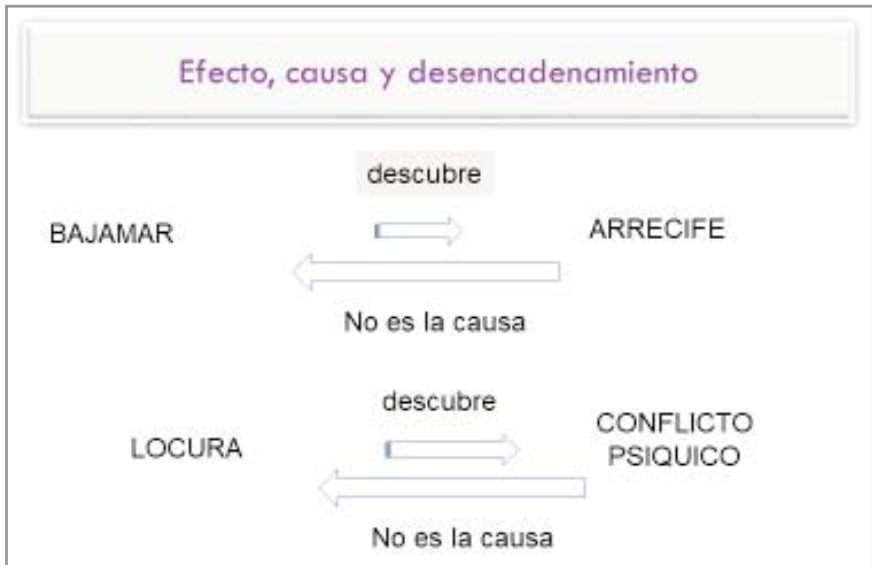 Efecto, causa y desencadenamiento
descubre
BAJAMAR
ARRECIFE
No es la causa
descubre
LOCURA
CONFLICTO
PSIQUICO
No es la causa